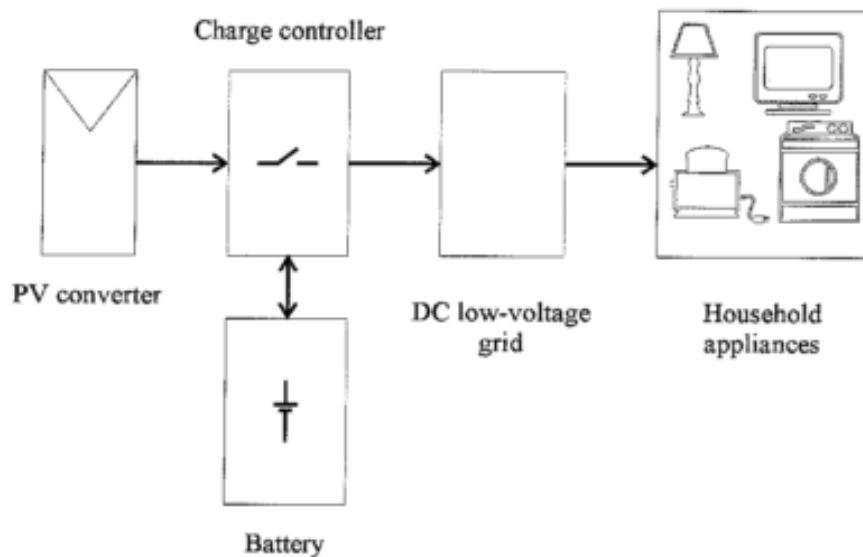 Charge controller
PV converter
DC low-voltage
grid
Household
appliances
Battery